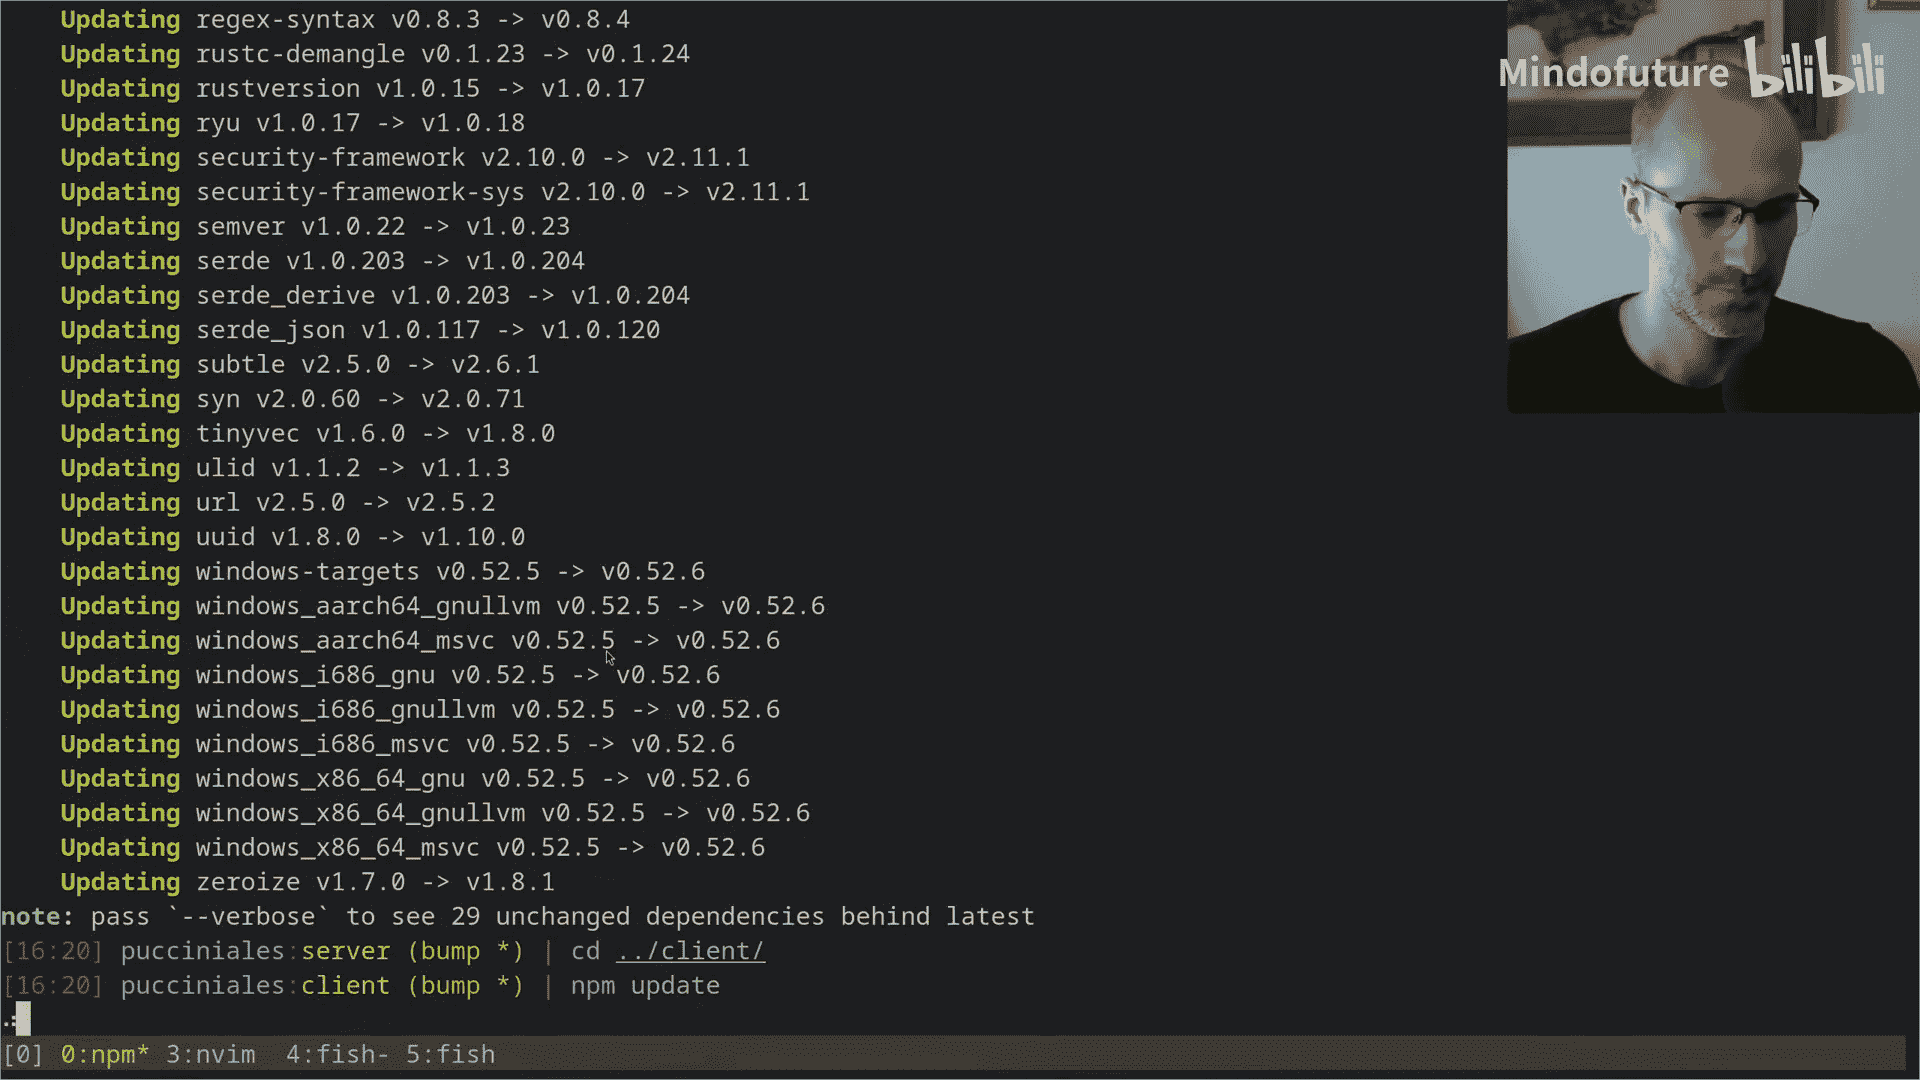 Updating regex-syntax v0.8.3 -> v0.8.4
Updating rustc-demangle v0.1.23 -> v0.1.24
Updating rustversion v1.0.15 -> v1.0.17
Updating ryu v1.0.17 -> v1.0.18
Updating security-framework v2.10.0 -> v2.11.1
Updating security-framework-sys v2.10.0 -> v2.11.1
Updating semver v1.0.22 -> v1.0.23
Updating serde v1.0.203 -> v1.0.204
Updating serde_derive v1.0.203 -> v1.0.204
Updating serde_json v1.0.117 -> v1.0.120
Updating subtle v2.5.0 -> v2.6.1
Updating syn v2.0.60 -> v2.0.71
Updating tinyvec v1.6.0 -> v1.8.0
Updating ulid v1.1.2 -> v1.1.3
Updating url v2.5.0 -> v2.5.2
Updating uuid v1.8.0 -> v1.10.0
Updating windows-targets v0.52.5 -> v0.52.6
Updating windows_aarch64_gnullvm v0.52.5 -> v0.52.6
Updating windows_aarch64_msvc v0.52.5 -> v0.52.6
Updating windows_i686_gnu v0.52.5 -> v0.52.6
Updating windows_i686_gnullvm v0.52.5 -> v0.52.6
Updating windows_i686_msvc v0.52.5 -> v0.52.6
Updating windows_x86_64_gnu v0.52.5 -> v0.52.6
Updating windows_x86_64_gnullvm v0.52.5 -> v0.52.6
Updating windows_x86_64_msvc v0.52.5 -> v0.52.6
Updating zeroize v1.7.0 -> v1.8.1
note: pass `--verbose` to see 29 unchanged dependencies behind latest
[16:20] pucciniales:server (bump *) | cd ../client/
[16:20] pucciniales:client (bump *) | npm update
[0] 0:npm* 3:nvim 4:fish- 5:fish
Mindofuture bilibili